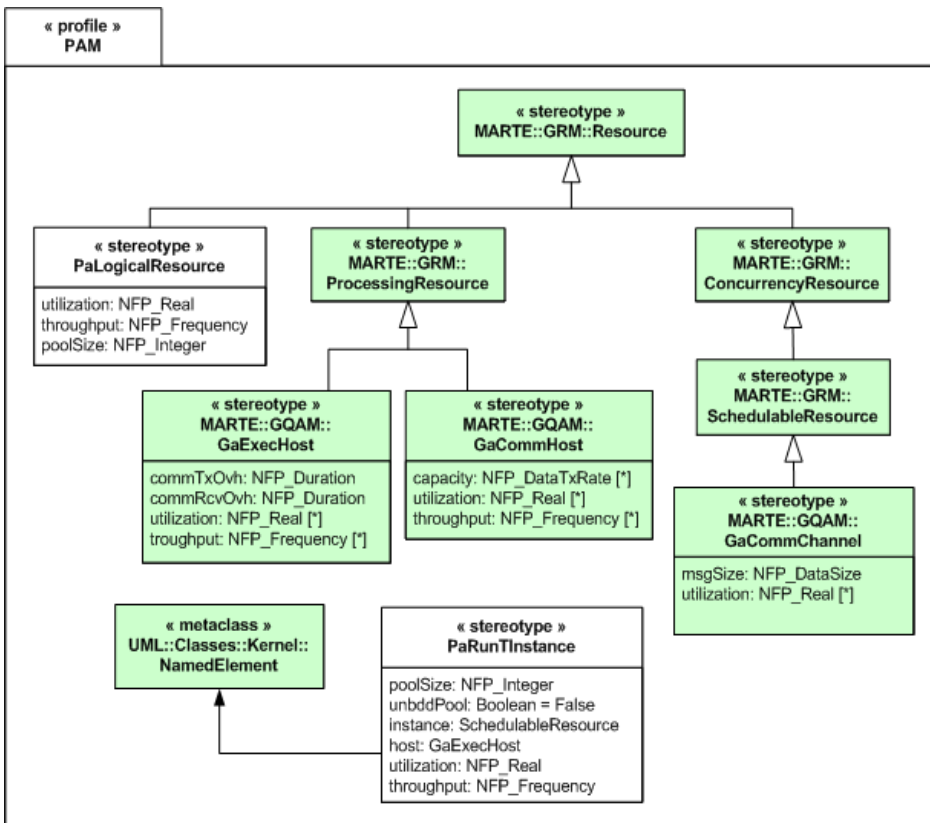 « profile »
PAM
« stereotype »
MARTE::GRM::Resource
« stereotype »
PaLogicalResource
utilization: NFP_Real
throughput: NFP_Frequency
poolSize: NFP_Integer
« stereotype »
MARTE::GRM::
ProcessingResource
« stereotype »
MARTE::GRM::
ConcurrencyResource
« stereotype »
MARTE::GRM::
SchedulableResource
« stereotype »
MARTE::GQAM::
GaExecHost
commTxOvh: NFP_Duration
commRcvOvh: NFP_Duration
utilization: NFP_Real [*]
troughput: NFP_Frequency [*]
« stereotype »
MARTE::GQAM::
GaCommHost
capacity: NFP_DataTxRate [*]
utilization: NFP_Real [*]
throughput: NFP_Frequency [*]
« stereotype »
MARTE::GQAM::
GaCommChannel
msgSize: NFP_DataSize
utilization: NFP_Real [*]
« metaclass »
UML::Classes::Kernel::
NamedElement
« stereotype »
PaRunTInstance
poolSize: NFP_Integer
unbddPool: Boolean = False
instance: SchedulableResource
host: GaExecHost
utilization: NFP_Real
throughput: NFP_Frequency